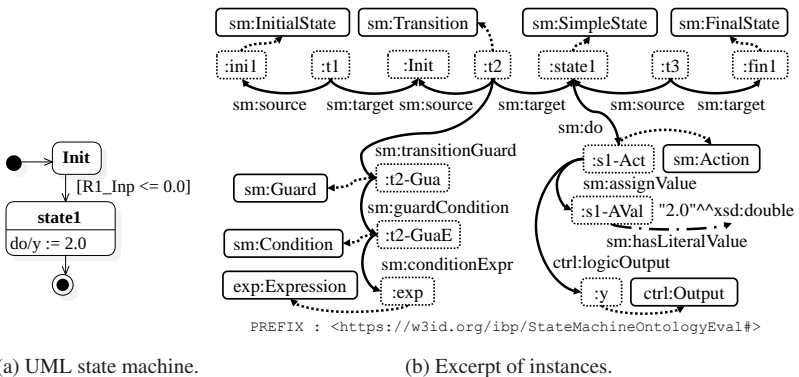 sm:InitialState sm:Transition sm:SimpleState sm:FinalState
:ini1 :t1 :Init :t2 :state1 :t3 :fin1
sm:source sm:target sm:source sm:target sm:source sm:target
sm:do
Init
[R1_Inp <= 0.0]
state1
do/y := 2.0
sm:transitionGuard
:s1-Act
sm:Action
sm:Guard
:t2-Gua
sm:assignValue
sm:guardCondition
:s1-AVal "2.0"^^xsd:double
sm:Condition
:t2-GuaE
sm:hasLiteralValue
sm:conditionExpr
ctrl:logicOutput
exp:Expression
:exp
:y
ctrl:Output
PREFIX : <https://w3id.org/ibp/StateMachineOntologyEval#>
(a) UML state machine. (b) Excerpt of instances.